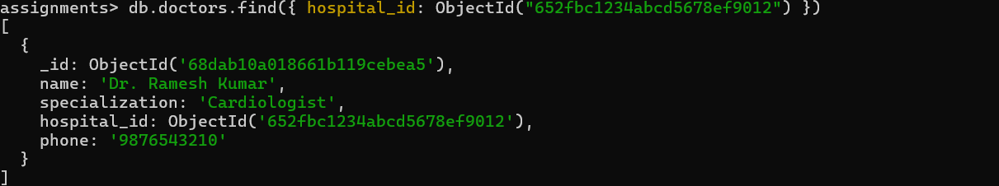 assignments> db.doctors.find({ hospital_id: ObjectId("652fbc1234abcd5678ef9012") })
[
  {
    _id: ObjectId('68dab10a018661b119cebea5'),
    name: 'Dr. Ramesh Kumar',
    specialization: 'Cardiologist',
    hospital_id: ObjectId('652fbc1234abcd5678ef9012'),
    phone: '9876543210'
  }
]